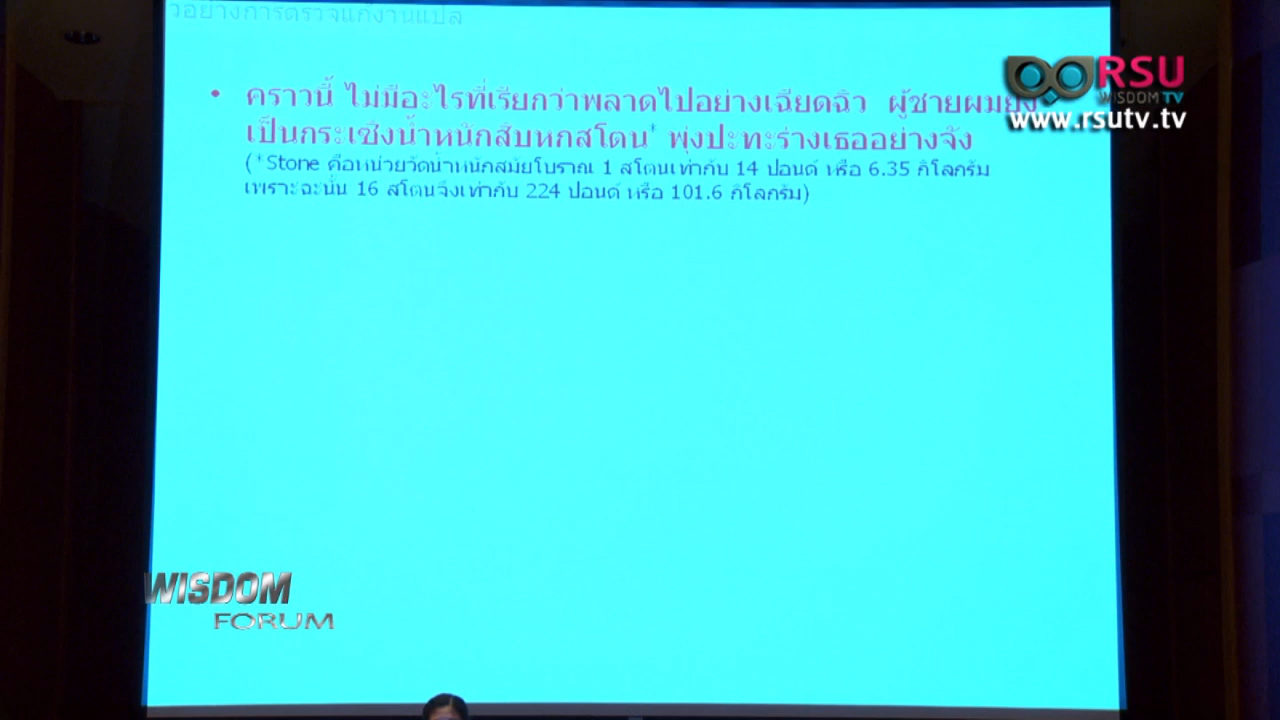 วอย่างการตรวจแก้งานแปล
RSU
WISDOM TV
www.rsutv.tv
• คราวนี้ ไม่มีอะไรที่เรียกว่าพลาดไปอย่างเฉียดฉิว ผู้ชายผมยุ่ง
เป็นกระเซิงน้ำหนักสิบหกสโตน* พุ่งปะทะร่างเธออย่างจัง
(*Stone คือหน่วยวัดน้ำหนักสมัยโบราณ 1 สโตนเท่ากับ 14 ปอนด์ หรือ 6.35 กิโลกรัม
เพราะฉะนั้น 16 สโตนจึงเท่ากับ 224 ปอนด์ หรือ 101.6 กิโลกรัม)
WISDOM
FORUM